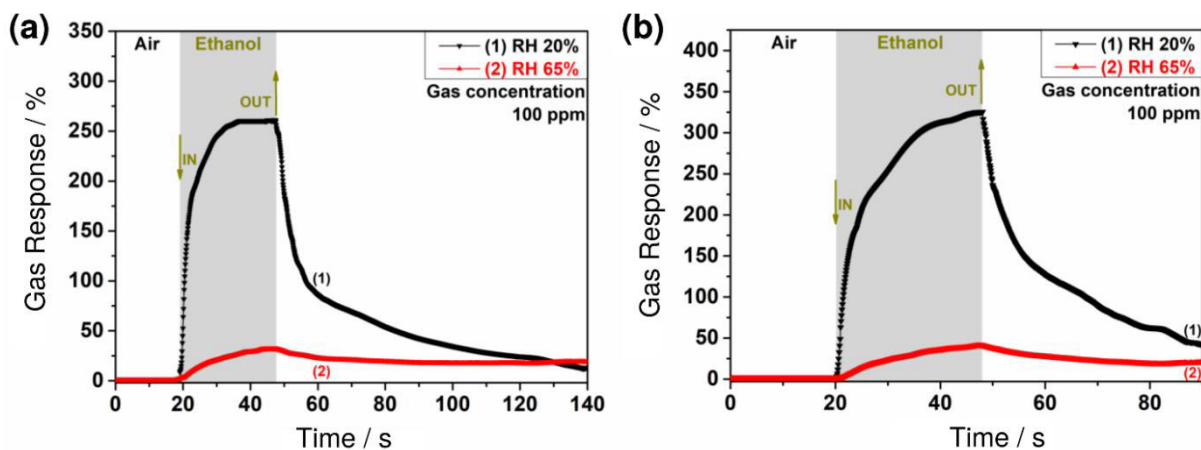 (a)
350
300
250
200
150
100
50
0
Gas Response / %
Air
Ethanol
IN
OUT
(1) RH 20%
(2) RH 65%
Gas concentration
100 ppm
(1)
(2)
0 20 40 60 80 100 120 140
Time / s
(b)
400
350
300
250
200
150
100
50
0
Gas Response / %
Air
Ethanol
IN
OUT
(1) RH 20%
(2) RH 65%
Gas concentration
100 ppm
(1)
(2)
0 20 40 60 80
Time / s